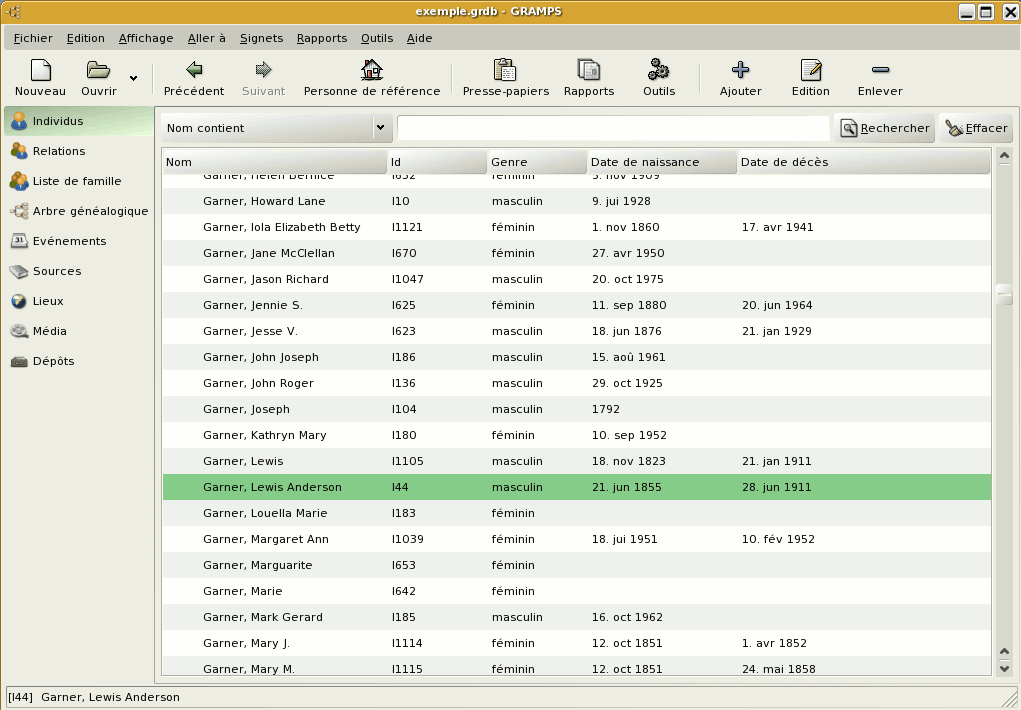 exemple.grdb - GRAMPS
Fichier Edition Affichage Aller à Signets Rapports Outils Aide
Nouveau Ouvrir Précédent Suivant Personne de référence Presse-papiers Rapports Outils Ajouter Edition Enlever
Individus
Relations
Liste de famille
Arbre généalogique
31 Evénements
Sources
Lieux
Média
Dépôts
Nom contient Rechercher Effacer
Nom Id Genre Date de naissance Date de décès
Garner, Helen Bernice I632 féminin 3. nov 1909
Garner, Howard Lane I10 masculin 9. jui 1928
Garner, Iola Elizabeth Betty I1121 féminin 1. nov 1860 17. avr 1941
Garner, Jane McClellan I670 féminin 27. avr 1950
Garner, Jason Richard I1047 masculin 20. oct 1975
Garner, Jennie S. I625 féminin 11. sep 1880 20. jun 1964
Garner, Jesse V. I623 masculin 18. jun 1876 21. jan 1929
Garner, John Joseph I186 masculin 15. aoû 1961
Garner, John Roger I136 masculin 29. oct 1925
Garner, Joseph I104 masculin 1792
Garner, Kathryn Mary I180 féminin 10. sep 1952
Garner, Lewis I1105 masculin 18. nov 1823 21. jan 1911
Garner, Lewis Anderson I44 masculin 21. jun 1855 28. jun 1911
Garner, Louella Marie I183 féminin
Garner, Margaret Ann I1039 féminin 18. jui 1951 10. fév 1952
Garner, Marguarite I653 féminin
Garner, Marie I642 féminin
Garner, Mark Gerard I185 masculin 16. oct 1962
Garner, Mary J. I1114 féminin 12. oct 1851 1. avr 1852
Garner, Mary M. I1115 féminin 12. oct 1851 24. mai 1858
[I44] Garner, Lewis Anderson